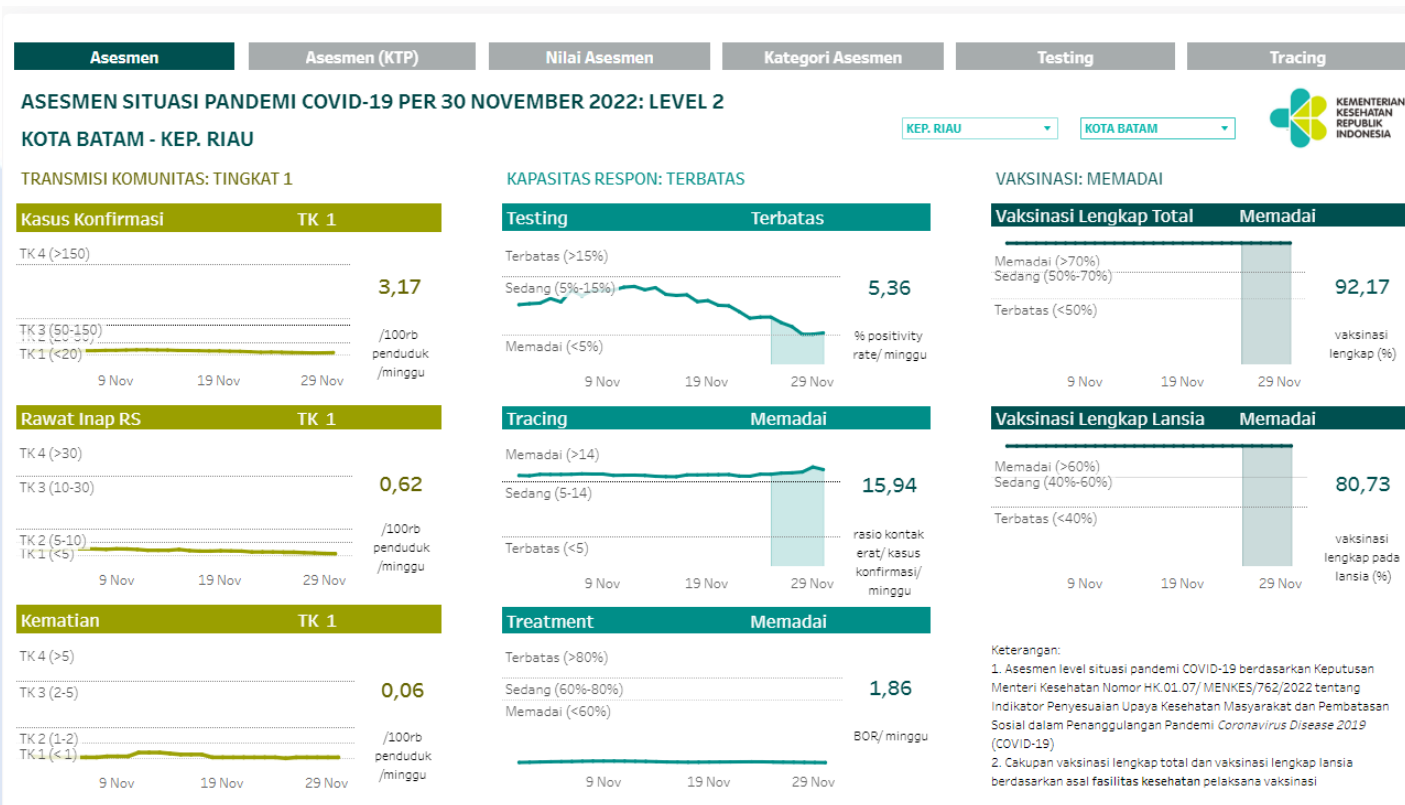 Asesmen
Asesmen (KTP)
Nilai Asesmen
Kategori Asesmen
Testing
Tracing
ASESMEN SITUASI PANDEMI COVID-19 PER 30 NOVEMBER 2022: LEVEL 2
KOTA BATAM - KEP. RIAU
KEP. RIAU
KOTA BATAM
KEMENTERIAN
KESEHATAN
REPUBLIK
INDONESIA
TRANSMISI KOMUNITAS: TINGKAT 1
Kasus Konfirmasi TK 1
TK 4 (>150)
TK 3 (50-150)
TK 1 (<20)
3,17
/100rb
penduduk
/minggu
9 Nov 19 Nov 29 Nov
Rawat Inap RS TK 1
TK 4 (>30)
TK 3 (10-30)
TK 2 (5-10)
TK 1 (<5)
0,62
/100rb
penduduk
/minggu
9 Nov 19 Nov 29 Nov
Kematian TK 1
TK 4 (>5)
TK 3 (2-5)
TK 2 (1-2)
TK 1 (<1)
0,06
/100rb
penduduk
/minggu
9 Nov 19 Nov 29 Nov
KAPASITAS RESPON: TERBATAS
Testing Terbatas
Terbatas (>15%)
Sedang (5%-15%)
Memadai (<5%)
5,36
% positivity
rate/ minggu
9 Nov 19 Nov 29 Nov
Tracing Memadai
Memadai (>14)
Sedang (5-14)
Terbatas (<5)
15,94
rasio kontak
erat/ kasus
konfirmasi/
minggu
9 Nov 19 Nov 29 Nov
Treatment Memadai
Terbatas (>80%)
Sedang (60%-80%)
Memadai (<60%)
1,86
BOR/ minggu
9 Nov 19 Nov 29 Nov
VAKSINASI: MEMADAI
Vaksinasi Lengkap Total Memadai
Memadai (>70%)
Sedang (50%-70%)
Terbatas (<50%)
92,17
vaksinasi
lengkap (%)
9 Nov 19 Nov 29 Nov
Vaksinasi Lengkap Lansia Memadai
Memadai (>60%)
Sedang (40%-60%)
Terbatas (<40%)
80,73
vaksinasi
lengkap pada
lansia (%)
9 Nov 19 Nov 29 Nov
Keterangan:
1. Asesmen level situasi pandemi COVID-19 berdasarkan Keputusan
Menteri Kesehatan Nomor HK.01.07/ MENKES/762/2022 tentang
Indikator Penyesuaian Upaya Kesehatan Masyarakat dan Pembatasan
Sosial dalam Penanggulangan Pandemi Coronavirus Disease 2019
(COVID-19)
2. Cakupan vaksinasi lengkap total dan vaksinasi lengkap lansia
berdasarkan asal fasilitas kesehatan pelaksana vaksinasi